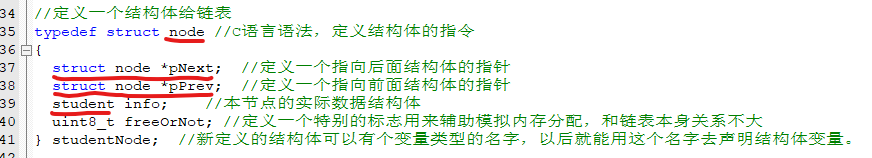 34 //定义一个结构体给链表
35 typedef struct node //C语言语法，定义结构体的指令
36 {
37 struct node *pNext; //定义一个指向后面结构体的指针
38 struct node *pPrev; //定义一个指向前面结构体的指针
39 student info; //本节点的实际数据结构体
40 uint8_t freeOrNot; //定义一个特别的标志用来辅助模拟内存分配，和链表本身关系不大
41 } studentNode; //新定义的结构体可以有个变量类型的名字，以后就能用这个名字去声明结构体变量。